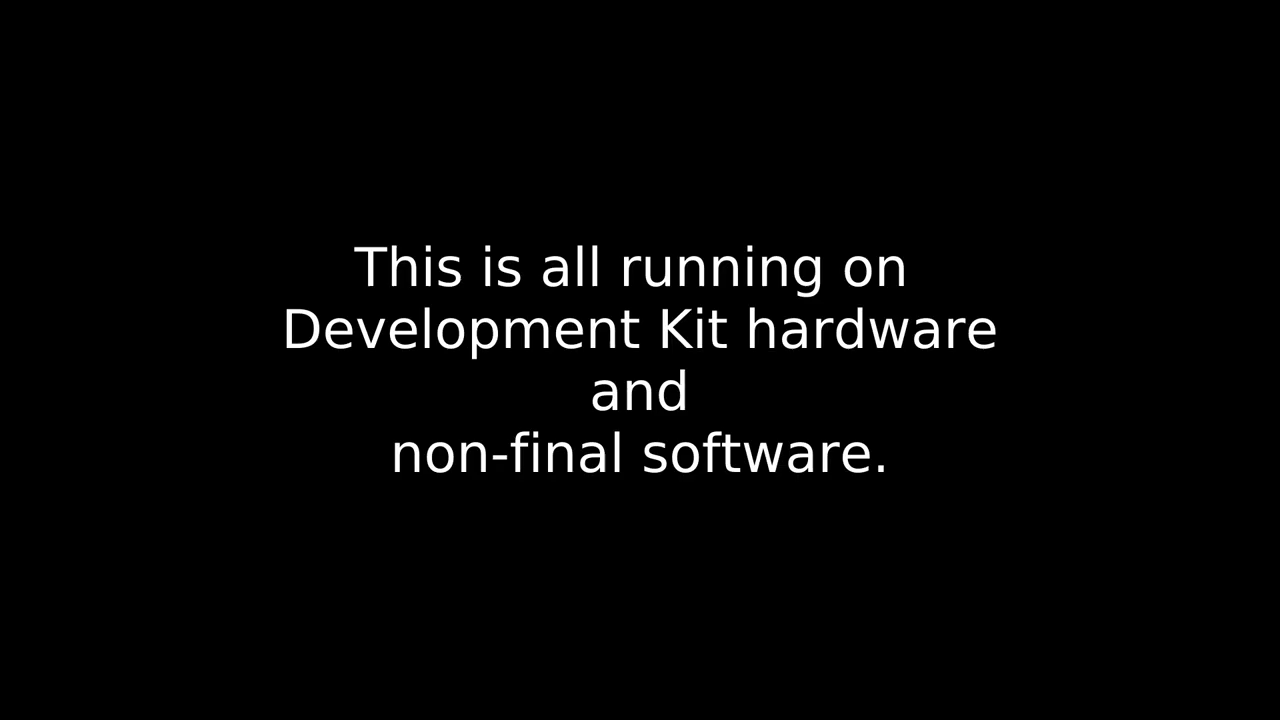 This is all running on
Development Kit hardware
and
non-final software.